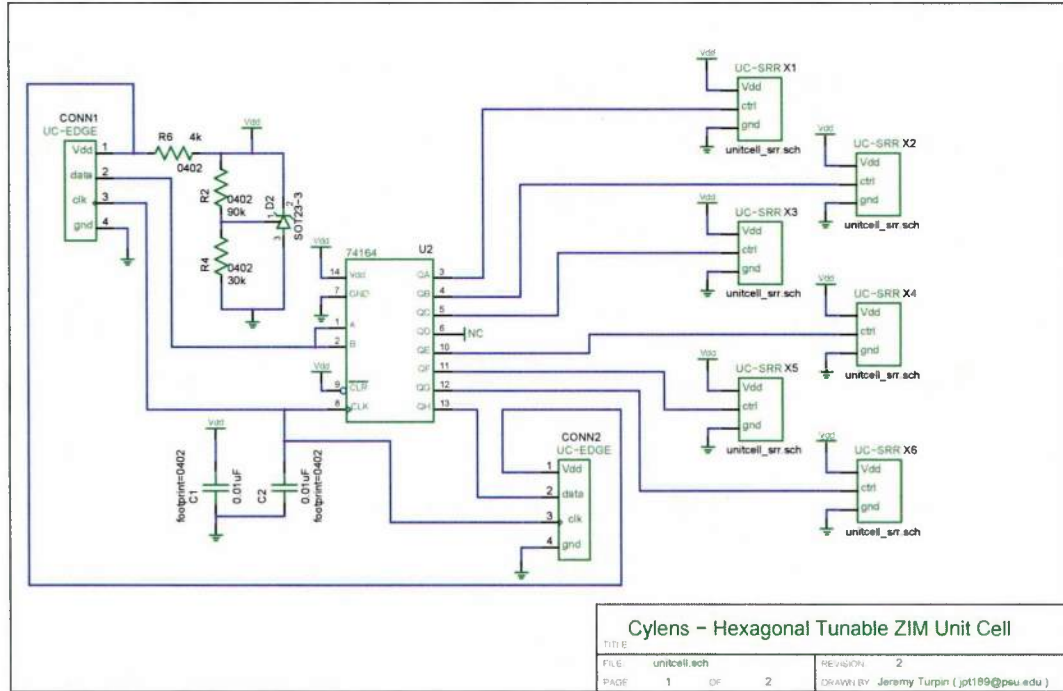 Vdd
UC-SRR X1
Vdd
ctrl
gnd
unitcell_srr.sch
Vdd
UC-SRR X2
Vdd
ctrl
gnd
unitcell_srr.sch
Vdd
UC-SRR X3
Vdd
ctrl
gnd
unitcell_srr.sch
Vdd
UC-SRR X4
Vdd
ctrl
gnd
unitcell_srr.sch
Vdd
UC-SRR X5
Vdd
ctrl
gnd
unitcell_srr.sch
Vdd
UC-SRR X6
Vdd
ctrl
gnd
unitcell_srr.sch
CONN1
UC-EDGE
Vdd 1
data 2
clk 3
gnd 4
R6 4k
0402
Vdd
R2
0402
90k
R4
0402
30k
D2
1
2
3
SOT23-3
Vdd
74164 U2
14 Vdd
7 GND
1 A
2 B
Vdd
9 CLR
8 CLK
QA 3
QB 4
QC 5
QD 6
NC
QE 10
QF 11
QG 12
QH 13
Vdd
footprint=0402
C1
0.01uF
footprint=0402
C2
0.01uF
CONN2
UC-EDGE
1 Vdd
2 data
3 clk
4 gnd
Cylens - Hexagonal Tunable ZIM Unit Cell
TITLE
FILE: unitcell.sch
REVISION: 2
PAGE 1 OF 2
DRAWN BY: Jeremy Turpin ( jpt189@psu.edu )